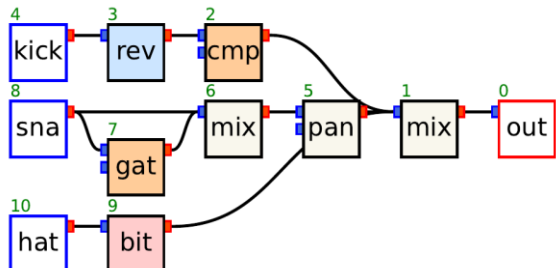 4 3 2
kick rev cmp
8 6 5 1 0
sna mix pan mix out
7
gat
10 9
hat bit